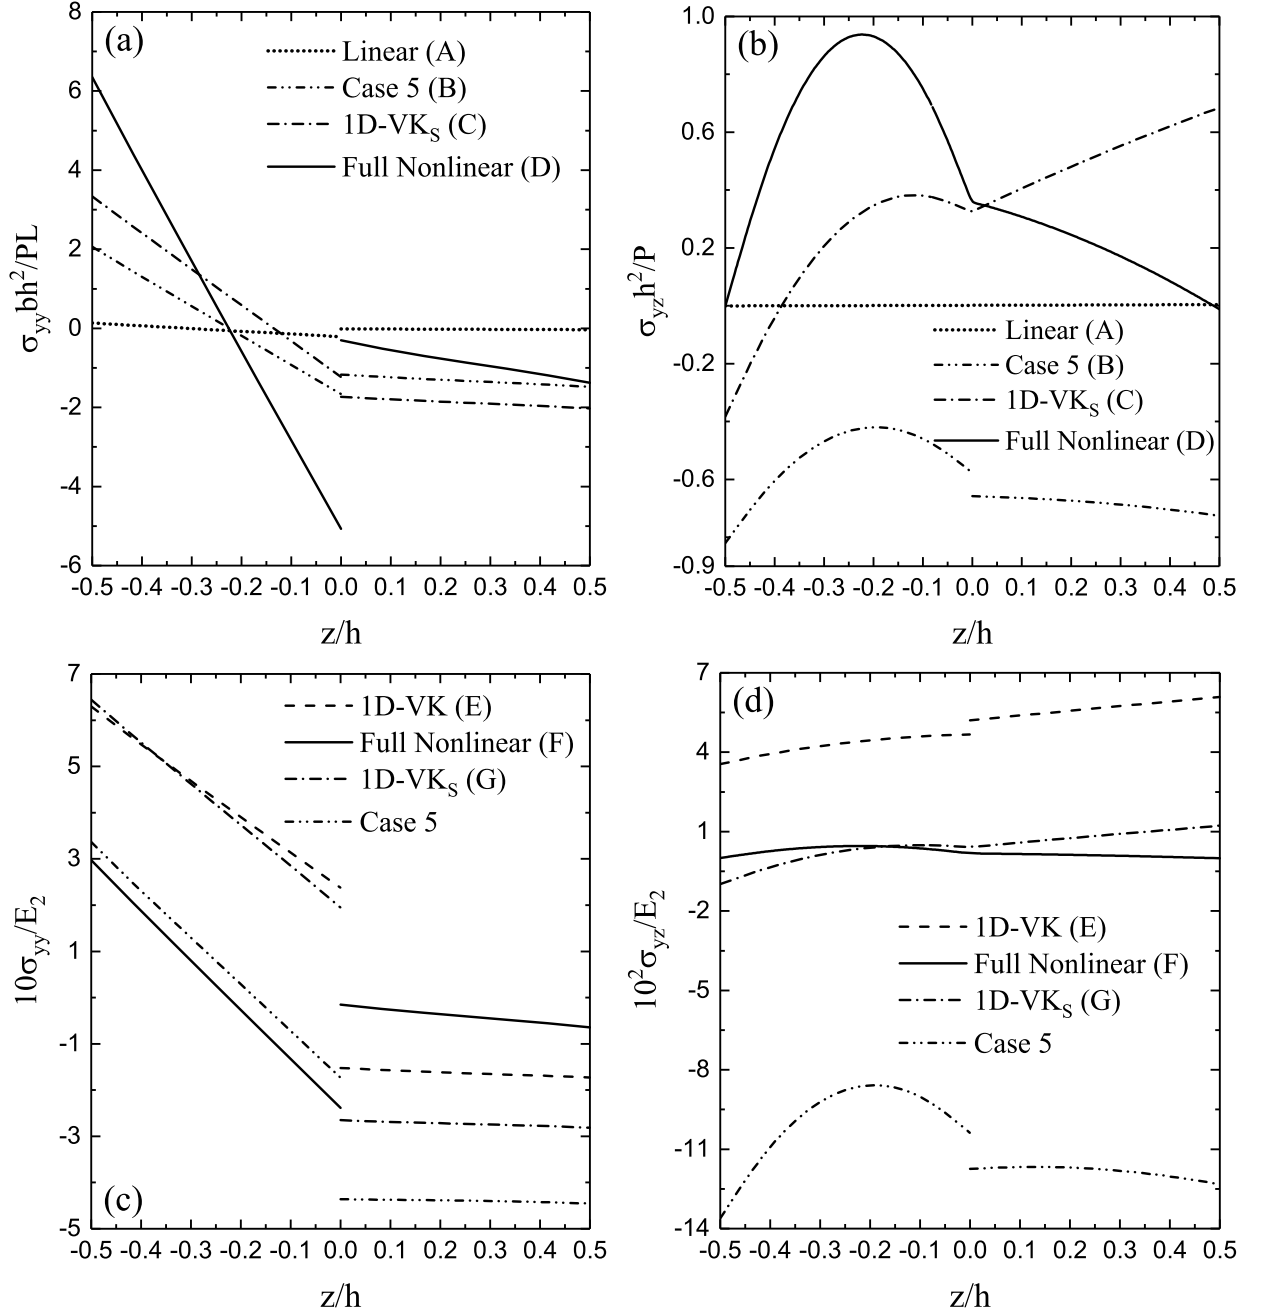 (a)
8
6
4
2
0
-2
-4
-6
σyybh²/PL
Linear (A)
Case 5 (B)
1D-VKS (C)
Full Nonlinear (D)
-0.5 -0.4 -0.3 -0.2 -0.1 0.0 0.1 0.2 0.3 0.4 0.5
z/h
(b)
1.0
0.6
0.2
-0.2
-0.6
-0.9
σyzh²/P
Linear (A)
Case 5 (B)
1D-VKS (C)
Full Nonlinear (D)
-0.5 -0.4 -0.3 -0.2 -0.1 0.0 0.1 0.2 0.3 0.4 0.5
z/h
7
5
3
1
-1
-3
-5
10σyy/E2
1D-VK (E)
Full Nonlinear (F)
1D-VKS (G)
Case 5
(c)
-0.5 -0.4 -0.3 -0.2 -0.1 0.0 0.1 0.2 0.3 0.4 0.5
z/h
(d)
7
4
1
-2
-5
-8
-11
-14
10²σyz/E2
1D-VK (E)
Full Nonlinear (F)
1D-VKS (G)
Case 5
-0.5 -0.4 -0.3 -0.2 -0.1 0.0 0.1 0.2 0.3 0.4 0.5
z/h